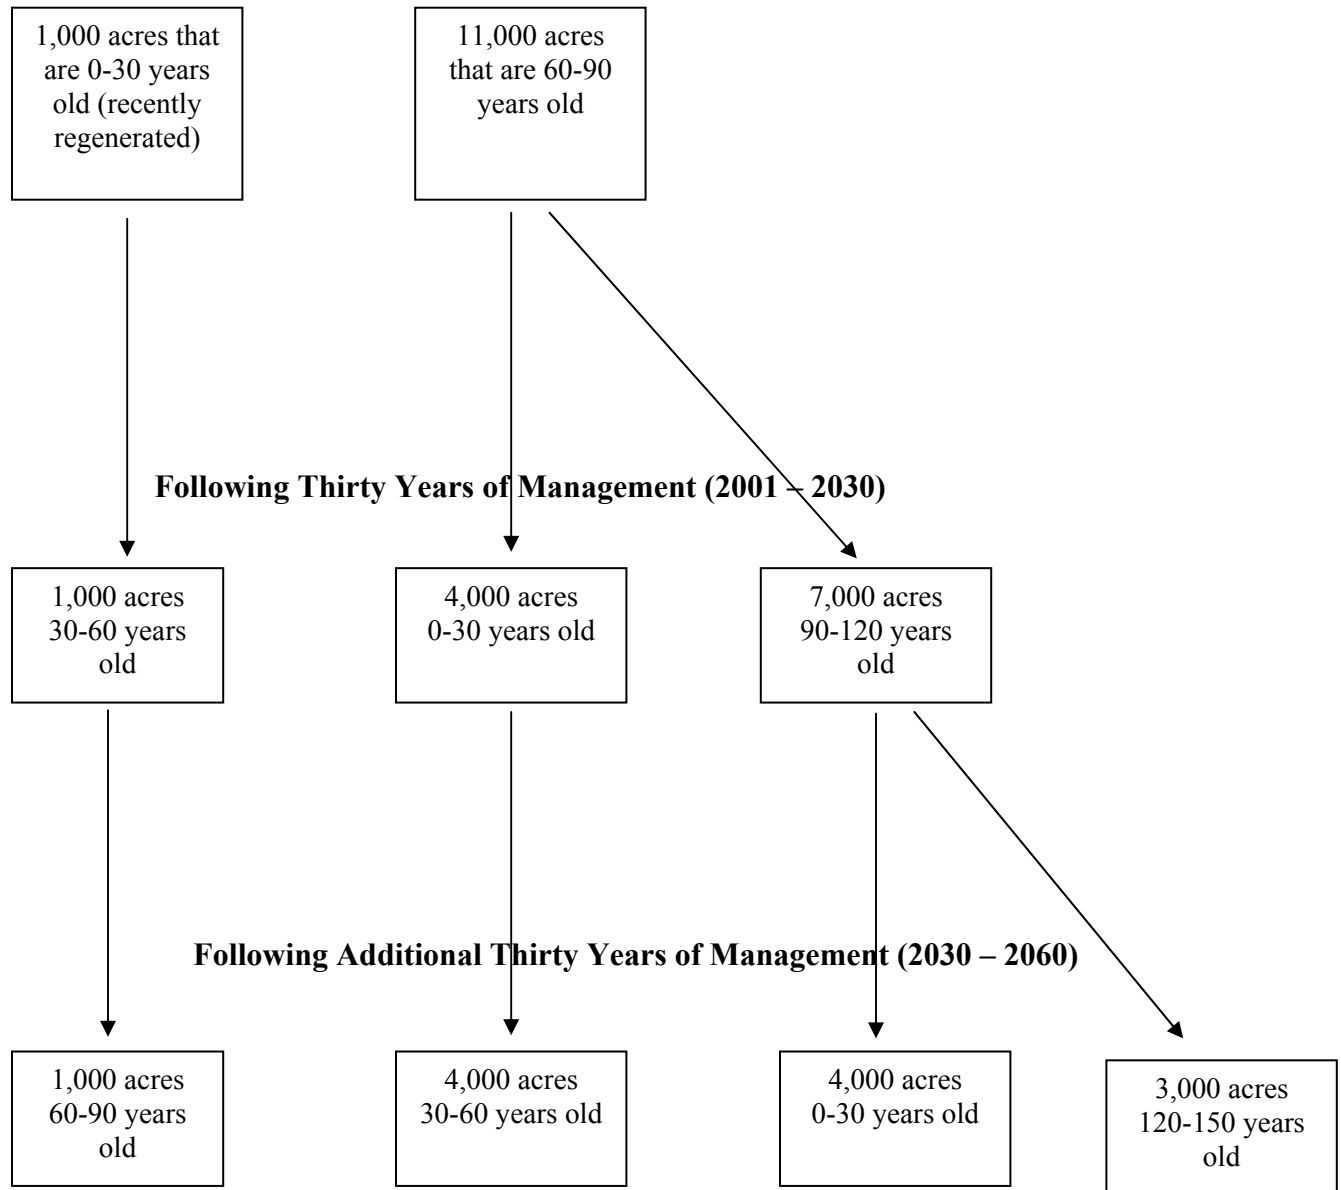 1,000 acres that
are 0-30 years
old (recently
regenerated)
11,000 acres
that are 60-90
years old
Following Thirty Years of Management (2001 – 2030)
1,000 acres
30-60 years
old
4,000 acres
0-30 years old
7,000 acres
90-120 years
old
Following Additional Thirty Years of Management (2030 – 2060)
1,000 acres
60-90 years
old
4,000 acres
30-60 years old
4,000 acres
0-30 years old
3,000 acres
120-150 years
old